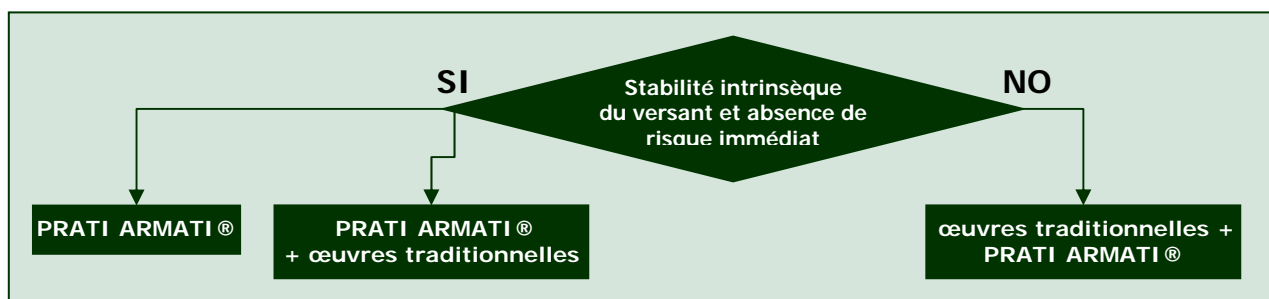 SI
NO
Stabilité intrinsèque
du versant et absence de
risque immédiat
PRATI ARMATI®
PRATI ARMATI®
+ œuvres traditionnelles
œuvres traditionnelles +
PRATI ARMATI®